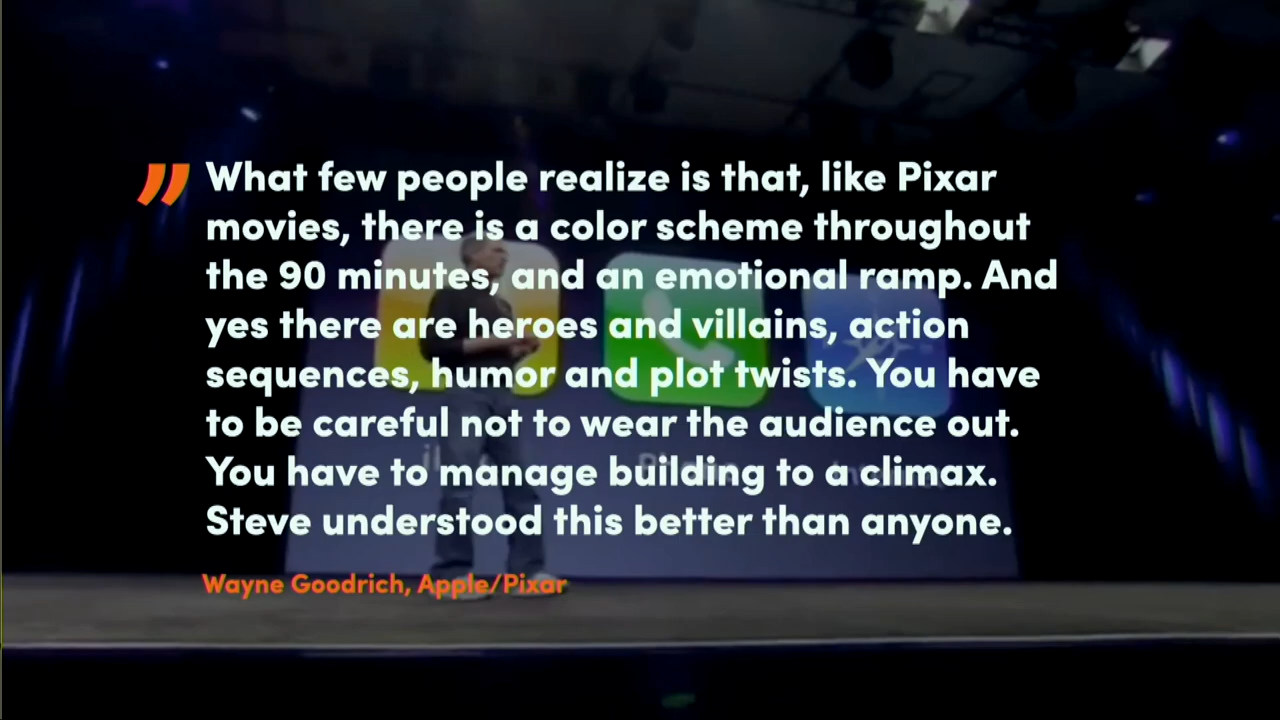 ” What few people realize is that, like Pixar
movies, there is a color scheme throughout
the 90 minutes, and an emotional ramp. And
yes there are heroes and villains, action
sequences, humor and plot twists. You have
to be careful not to wear the audience out.
You have to manage building to a climax.
Steve understood this better than anyone.
Wayne Goodrich, Apple/Pixar